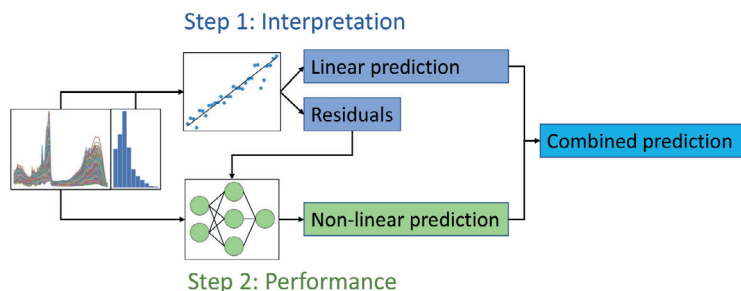 Step 1: Interpretation
Linear prediction
Residuals
Combined prediction
Non-linear prediction
Step 2: Performance